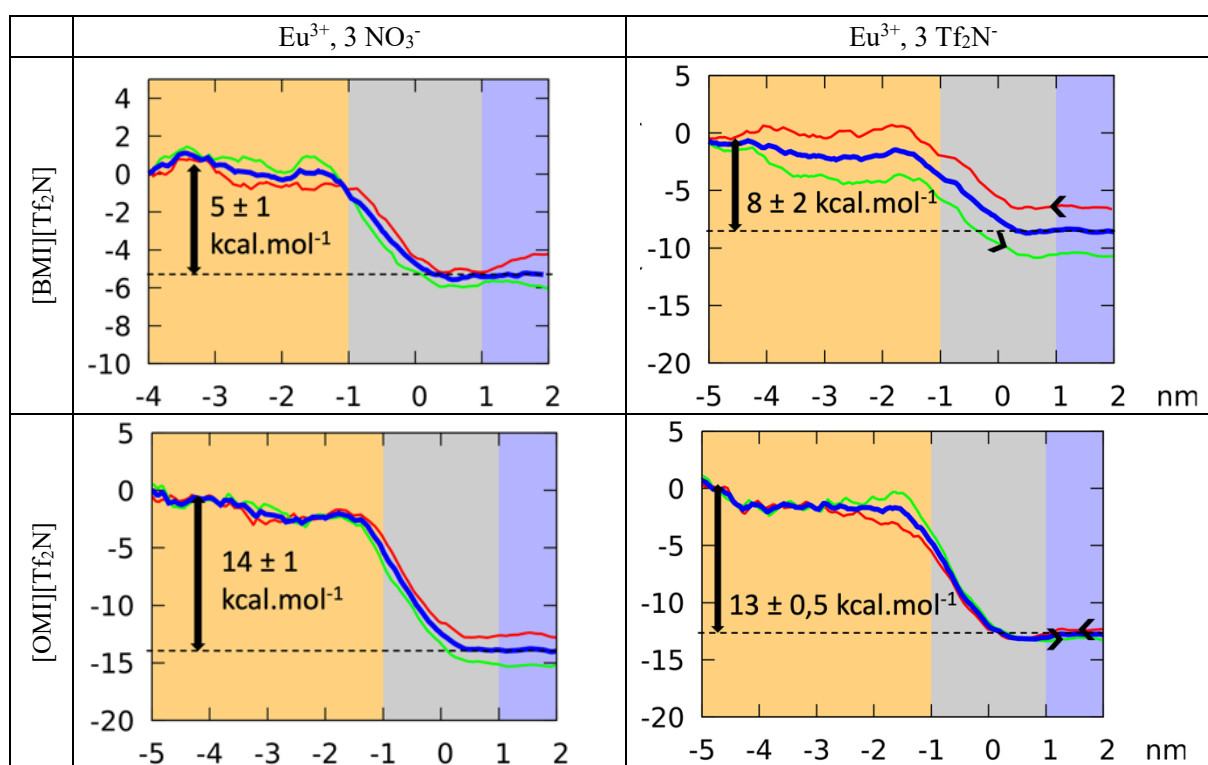 Eu³⁺, 3 NO₃⁻
Eu³⁺, 3 Tf₂N⁻
[BMI][Tf₂N]
4
2
0
-2
-4
-6
-8
-10
5 ± 1
kcal.mol⁻¹
-4 -3 -2 -1 0 1 2
5
0
-5
-10
-15
-20
8 ± 2 kcal.mol⁻¹
-5 -4 -3 -2 -1 0 1 2 nm
[OMI][Tf₂N]
5
0
-5
-10
-15
-20
14 ± 1
kcal.mol⁻¹
-5 -4 -3 -2 -1 0 1 2
5
0
-5
-10
-15
-20
13 ± 0,5 kcal.mol⁻¹
-5 -4 -3 -2 -1 0 1 2 nm